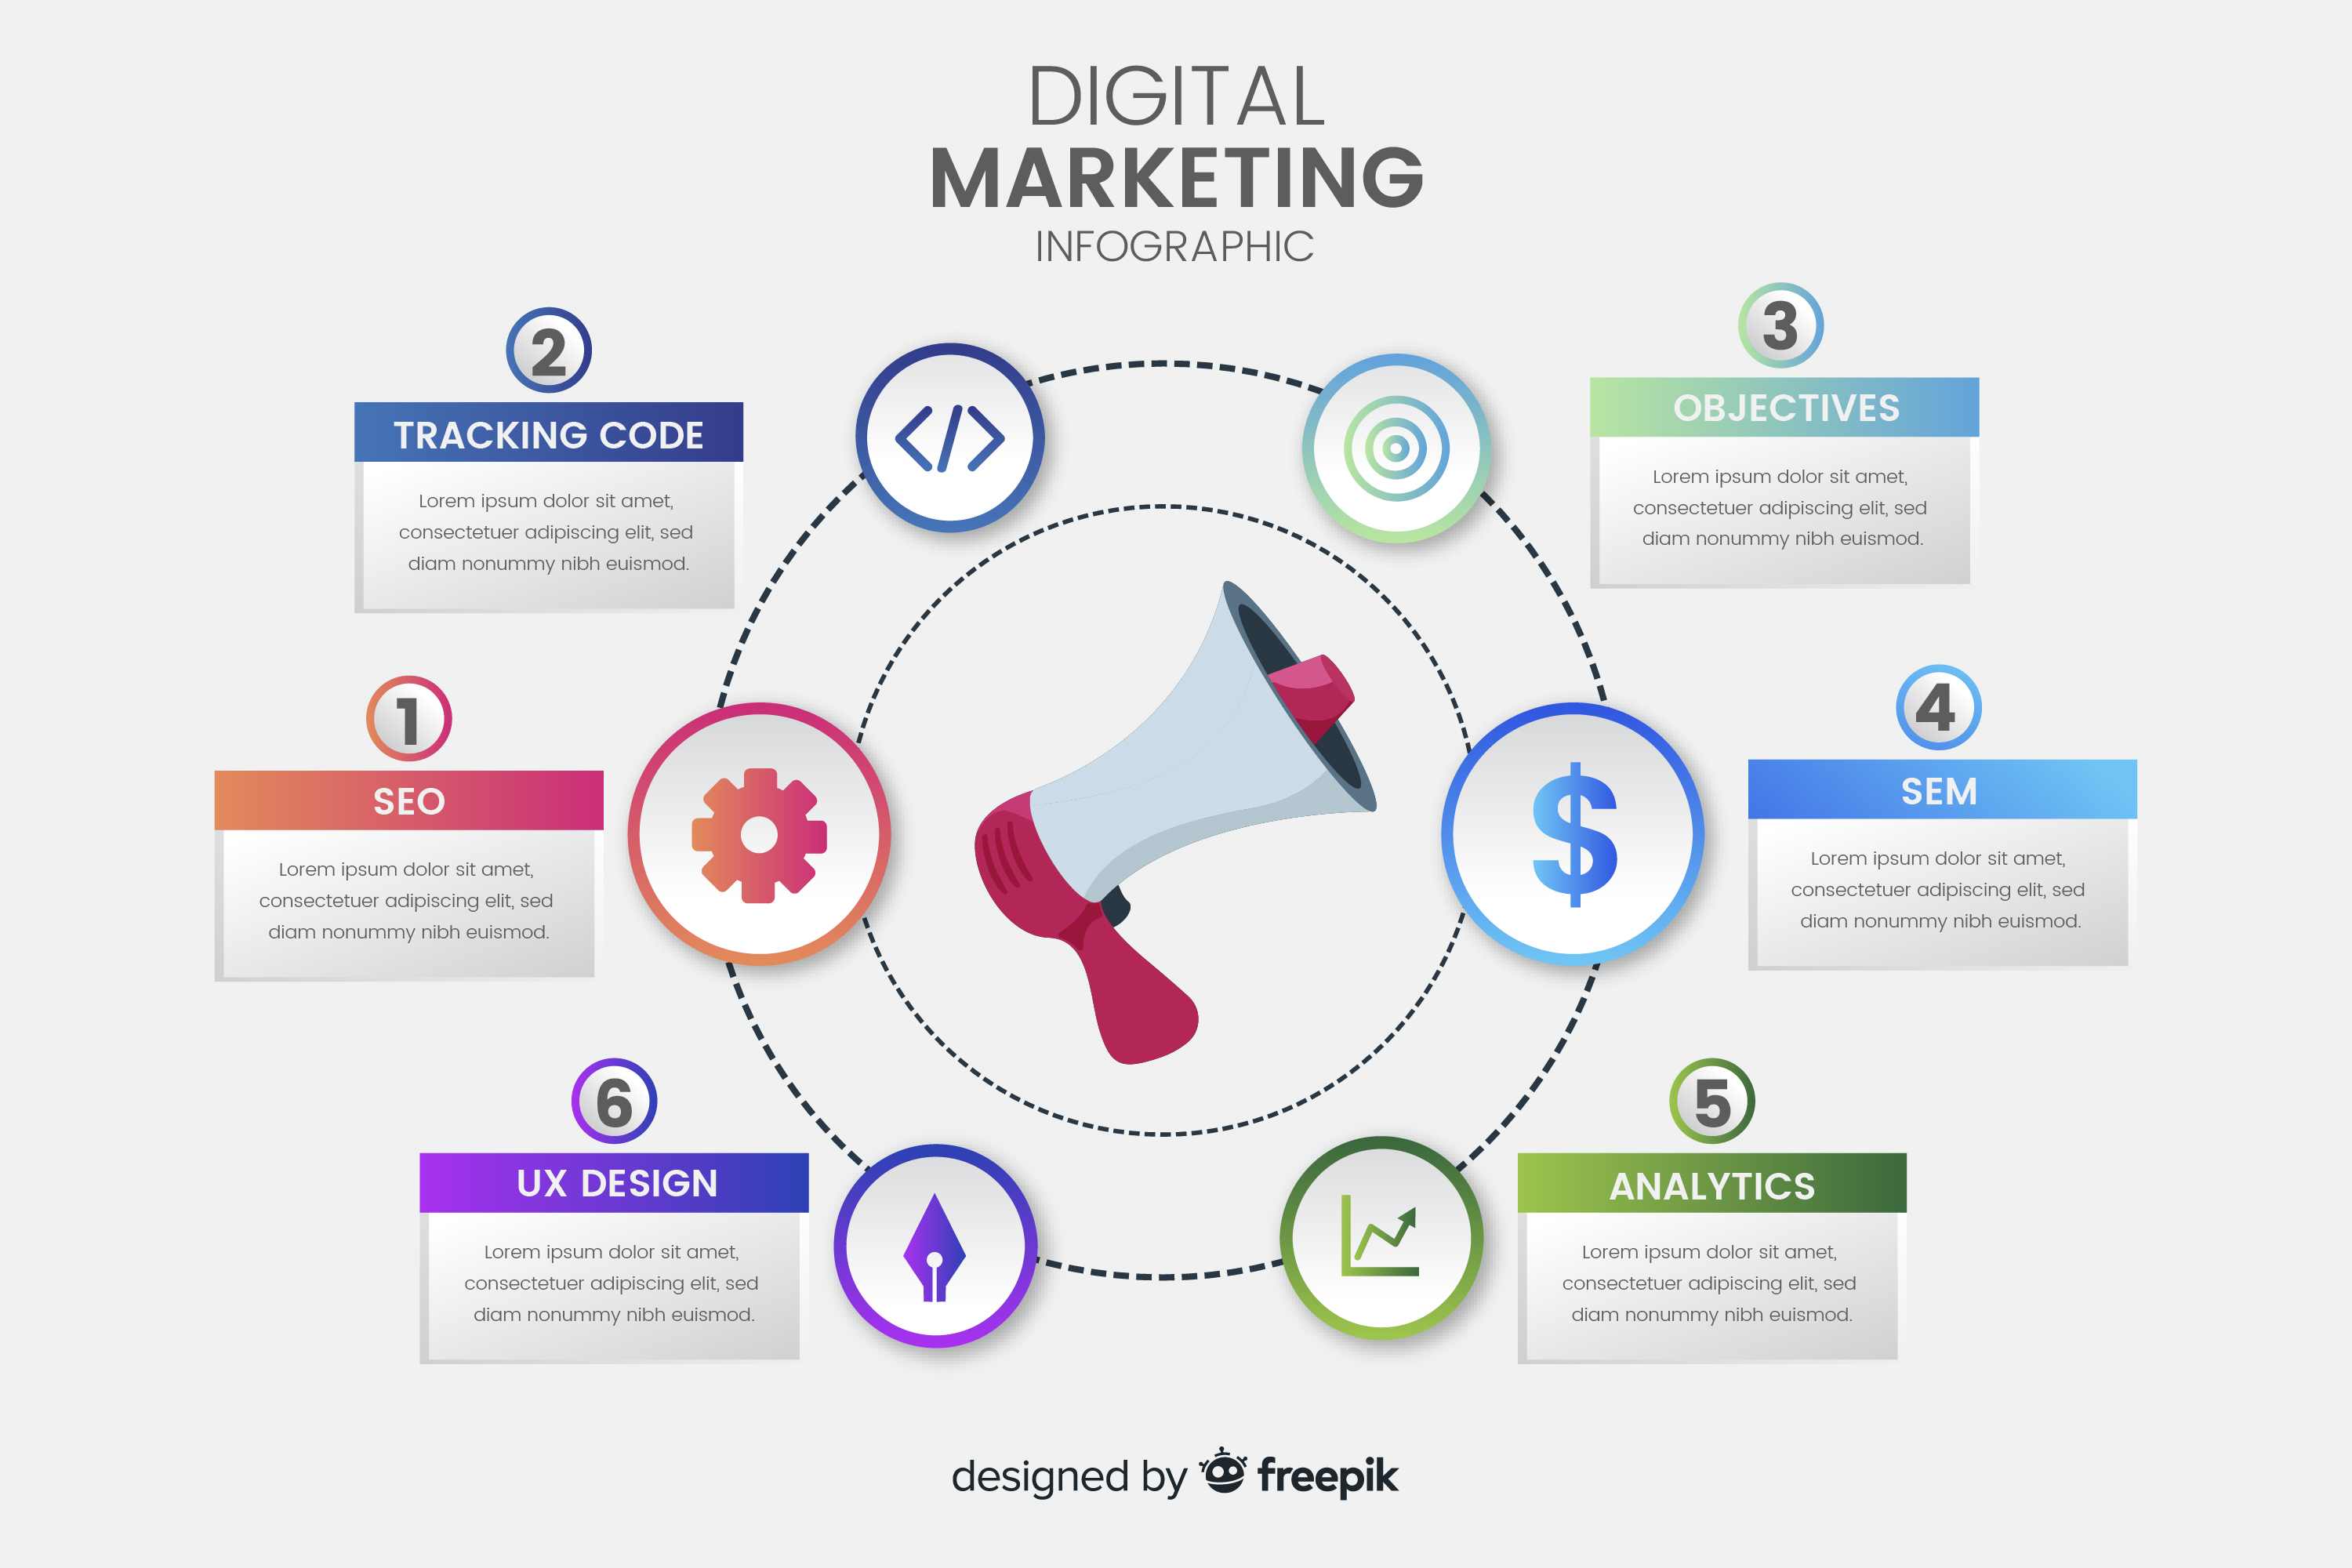 DIGITAL
MARKETING
INFOGRAPHIC
1
SEO
Lorem ipsum dolor sit amet,
consectetuer adipiscing elit, sed
diam nonummy nibh euismod.
2
TRACKING CODE
Lorem ipsum dolor sit amet,
consectetuer adipiscing elit, sed
diam nonummy nibh euismod.
3
OBJECTIVES
Lorem ipsum dolor sit amet,
consectetuer adipiscing elit, sed
diam nonummy nibh euismod.
4
SEM
Lorem ipsum dolor sit amet,
consectetuer adipiscing elit, sed
diam nonummy nibh euismod.
5
ANALYTICS
Lorem ipsum dolor sit amet,
consectetuer adipiscing elit, sed
diam nonummy nibh euismod.
6
UX DESIGN
Lorem ipsum dolor sit amet,
consectetuer adipiscing elit, sed
diam nonummy nibh euismod.
</>
$
designed by freepik